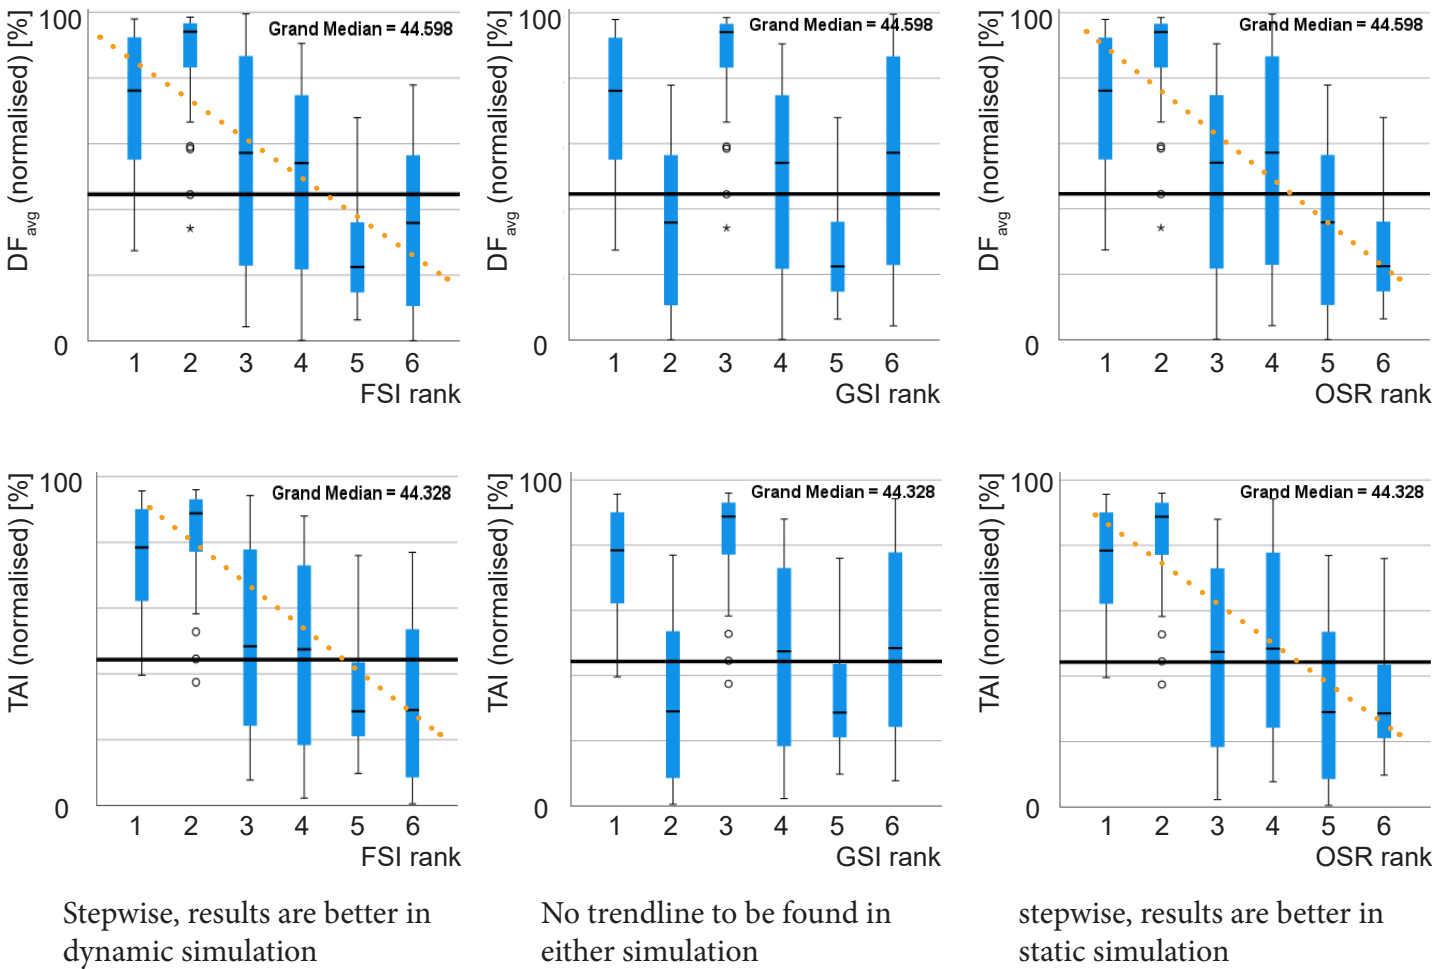 100
Grand Median = 44.598
DFavg (normalised) [%]
0
1 2 3 4 5 6
FSI rank
100
Grand Median = 44.598
DFavg (normalised) [%]
0
1 2 3 4 5 6
GSI rank
100
Grand Median = 44.598
DFavg (normalised) [%]
0
1 2 3 4 5 6
OSR rank
100
Grand Median = 44.328
TAI (normalised) [%]
0
1 2 3 4 5 6
FSI rank
100
Grand Median = 44.328
TAI (normalised) [%]
0
1 2 3 4 5 6
GSI rank
100
Grand Median = 44.328
TAI (normalised) [%]
0
1 2 3 4 5 6
OSR rank
Stepwise, results are better in
dynamic simulation
No trendline to be found in
either simulation
stepwise, results are better in
static simulation